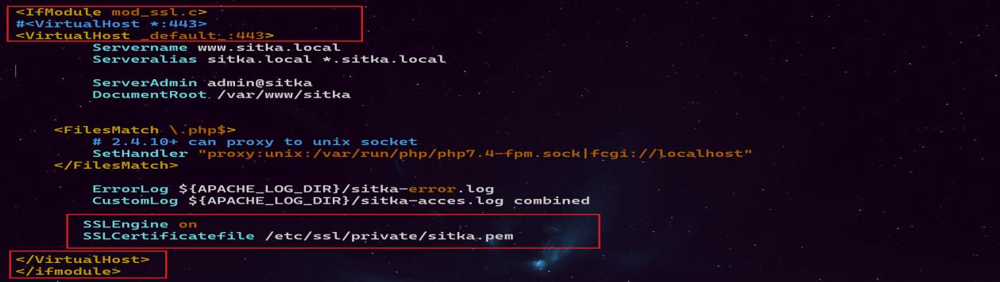 <IfModule mod_ssl.c>
#<VirtualHost *:443>
<VirtualHost _default_:443>
Servername www.sitka.local
Serveralias sitka.local *.sitka.local
ServerAdmin admin@sitka
DocumentRoot /var/www/sitka
<FilesMatch \.php$>
# 2.4.10+ can proxy to unix socket
SetHandler "proxy:unix:/var/run/php/php7.4-fpm.sock|fcgi://localhost"
</FilesMatch>
ErrorLog ${APACHE_LOG_DIR}/sitka-error.log
CustomLog ${APACHE_LOG_DIR}/sitka-acces.log combined
SSLEngine on
SSLCertificatefile /etc/ssl/private/sitka.pem
</VirtualHost>
</ifmodule>